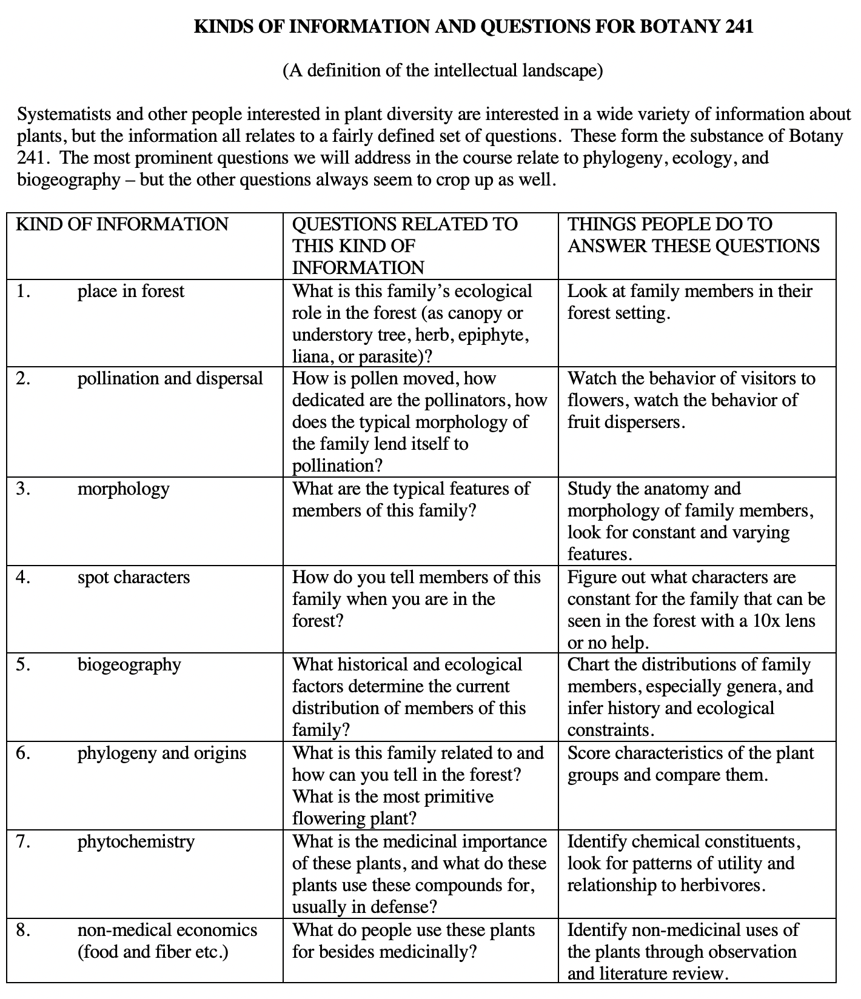 KINDS OF INFORMATION AND QUESTIONS FOR BOTANY 241
(A definition of the intellectual landscape)
Systematists and other people interested in plant diversity are interested in a wide variety of information about
plants, but the information all relates to a fairly defined set of questions.  These form the substance of Botany
241.  The most prominent questions we will address in the course relate to phylogeny, ecology, and
biogeography – but the other questions always seem to crop up as well.
KIND OF INFORMATION
QUESTIONS RELATED TO
THIS KIND OF
INFORMATION
THINGS PEOPLE DO TO
ANSWER THESE QUESTIONS
1. place in forest
What is this family’s ecological
role in the forest (as canopy or
understory tree, herb, epiphyte,
liana, or parasite)?
Look at family members in their
forest setting.
2. pollination and dispersal
How is pollen moved, how
dedicated are the pollinators, how
does the typical morphology of
the family lend itself to
pollination?
Watch the behavior of visitors to
flowers, watch the behavior of
fruit dispersers.
3. morphology
What are the typical features of
members of this family?
Study the anatomy and
morphology of family members,
look for constant and varying
features.
4. spot characters
How do you tell members of this
family when you are in the
forest?
Figure out what characters are
constant for the family that can be
seen in the forest with a 10x lens
or no help.
5. biogeography
What historical and ecological
factors determine the current
distribution of members of this
family?
Chart the distributions of family
members, especially genera, and
infer history and ecological
constraints.
6. phylogeny and origins
What is this family related to and
how can you tell in the forest?
What is the most primitive
flowering plant?
Score characteristics of the plant
groups and compare them.
7. phytochemistry
What is the medicinal importance
of these plants, and what do these
plants use these compounds for,
usually in defense?
Identify chemical constituents,
look for patterns of utility and
relationship to herbivores.
8. non-medical economics
(food and fiber etc.)
What do people use these plants
for besides medicinally?
Identify non-medicinal uses of
the plants through observation
and literature review.